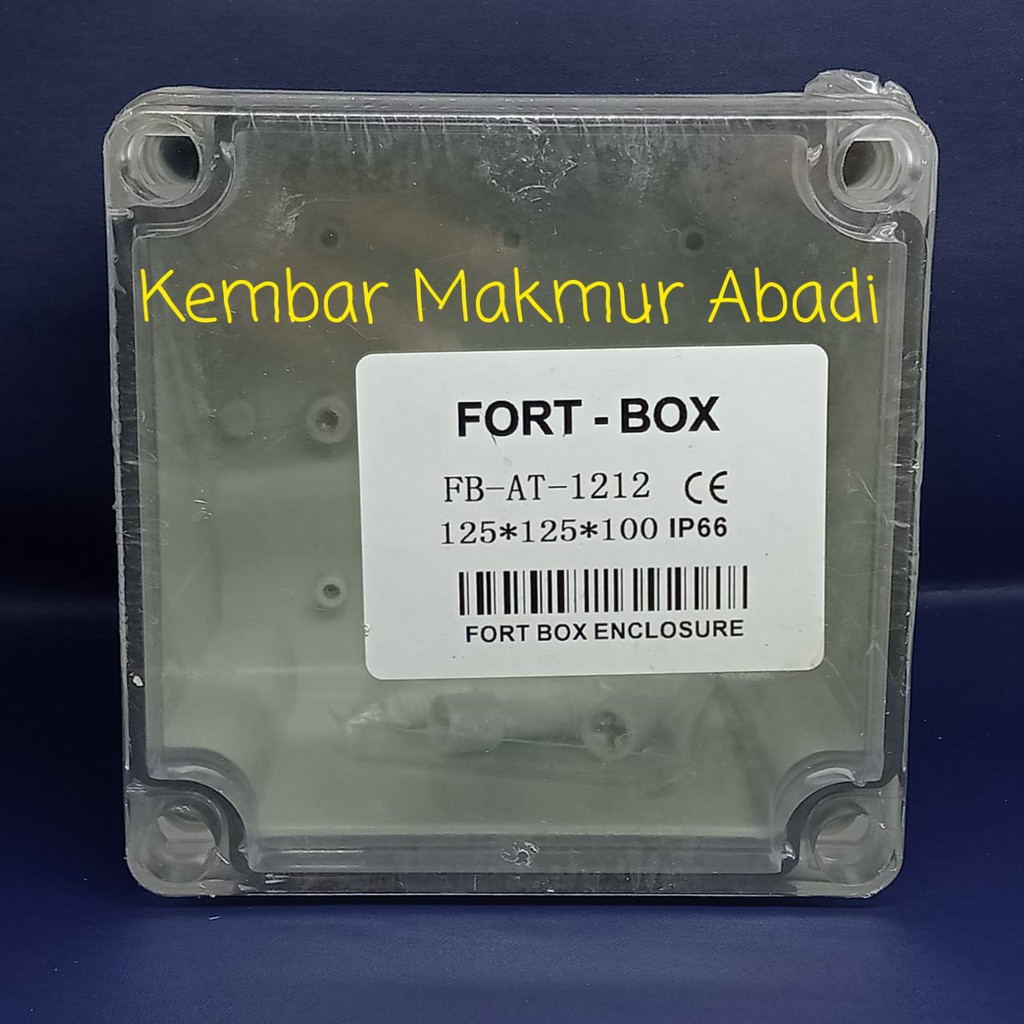 Kembar Makmur Abadi
FORT - BOX
FB-AT-1212 CE
125*125*100 IP66
FORT BOX ENCLOSURE